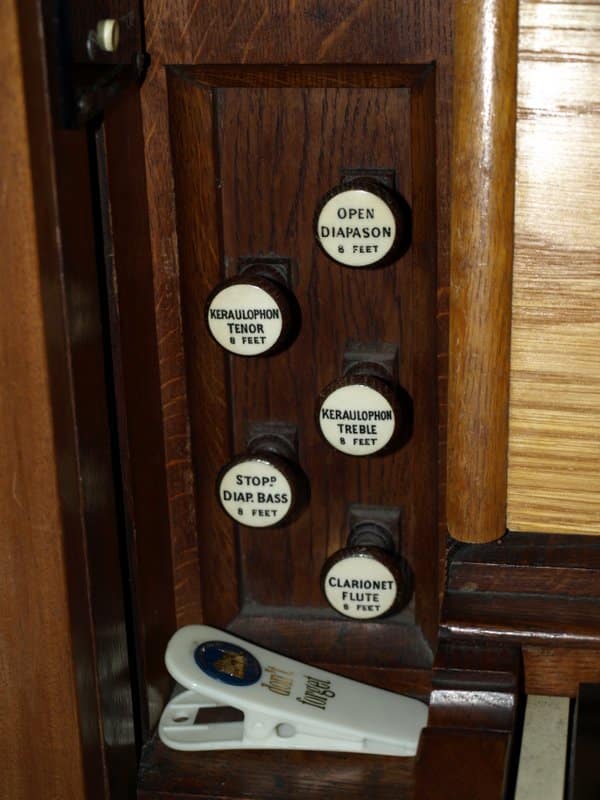 OPEN
DIAPASON
8 FEET
KERAULOPHON
TENOR
8 FEET
KERAULOPHON
TREBLE
8 FEET
STOPD
DIAP. BASS
8 FEET
CLARIONET
FLUTE
8 FEET
don't
forget